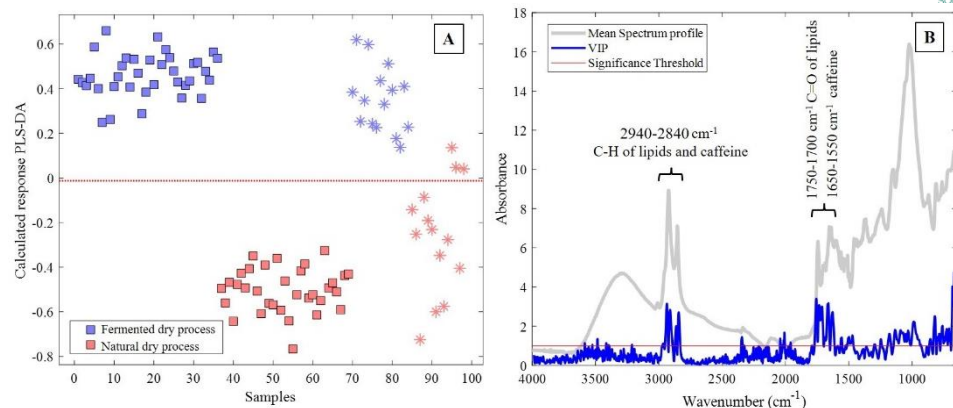 A
Calculated response PLS-DA
0.6
0.4
0.2
0
-0.2
-0.4
-0.6
-0.8
Fermented dry process
Natural dry process
0 10 20 30 40 50 60 70 80 90 100
Samples
B
Absorbance
18
16
14
12
10
8
6
4
2
0
Mean Spectrum profile
VIP
Significance Threshold
2940-2840 cm-1
C-H of lipids and caffeine
1750-1700 cm-1 C=O of lipids
1650-1550 cm-1 caffeine
4000 3500 3000 2500 2000 1500 1000
Wavenumber (cm-1)